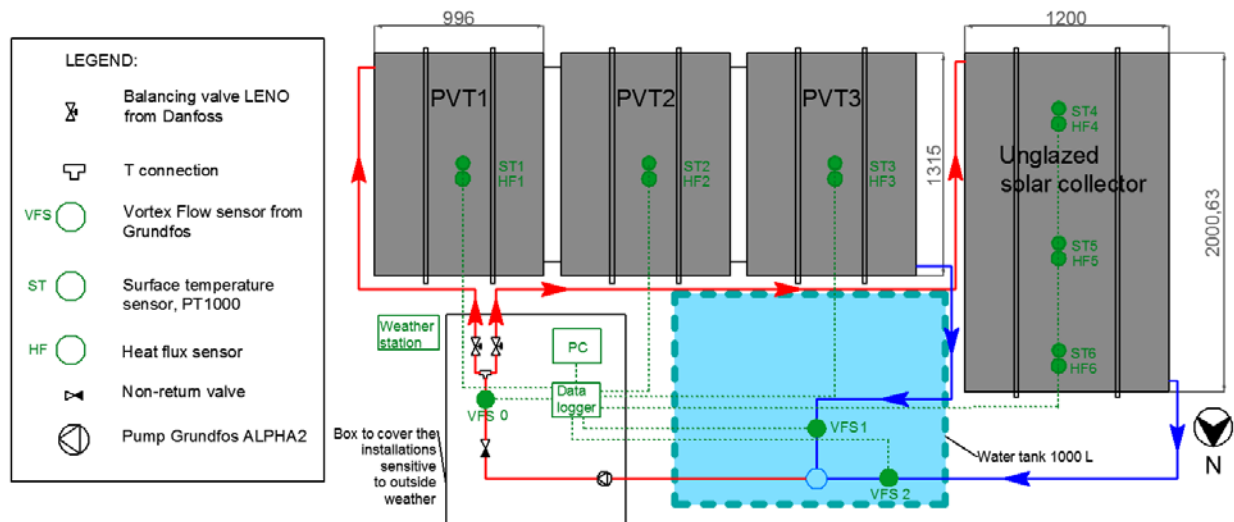 LEGEND:
Balancing valve LENO
from Danfoss
T connection
VFS
Vortex Flow sensor from
Grundfos
ST
Surface temperature
sensor, PT1000
HF
Heat flux sensor
Non-return valve
Pump Grundfos ALPHA2
996
1200
PVT1
PVT2
PVT3
ST1
HF1
ST2
HF2
ST3
HF3
1315
ST4
HF4
Unglazed
solar collector
ST5
HF5
ST6
HF6
2000,63
Weather
station
PC
Data
logger
VFS 0
VFS 1
VFS 2
Box to cover the
installations
sensitive
to outside
weather
Water tank 1000 L
N